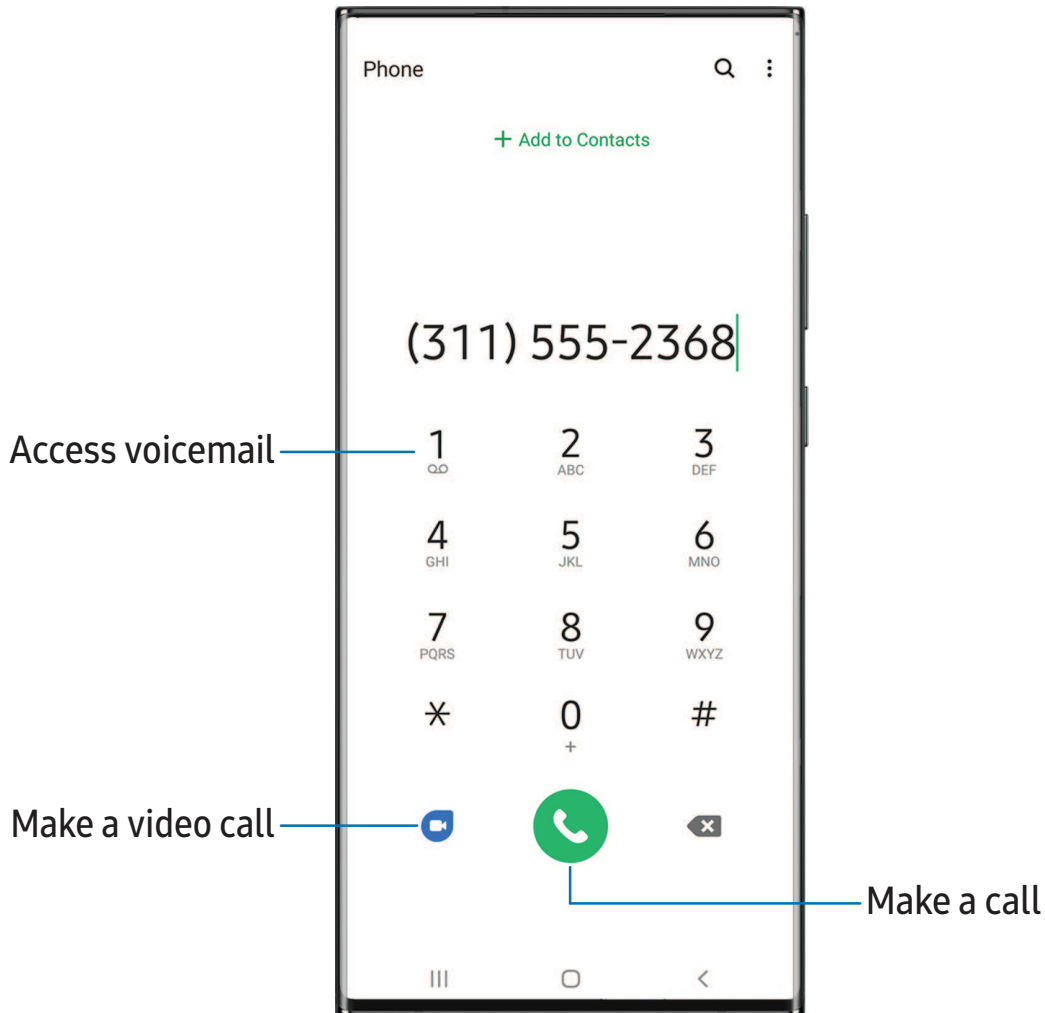 Phone
+ Add to Contacts
(311) 555-2368
Access voicemail
1 2 3
ABC DEF
4 5 6
GHI JKL MNO
7 8 9
PQRS TUV WXYZ
* 0 #
+
Make a video call
Make a call